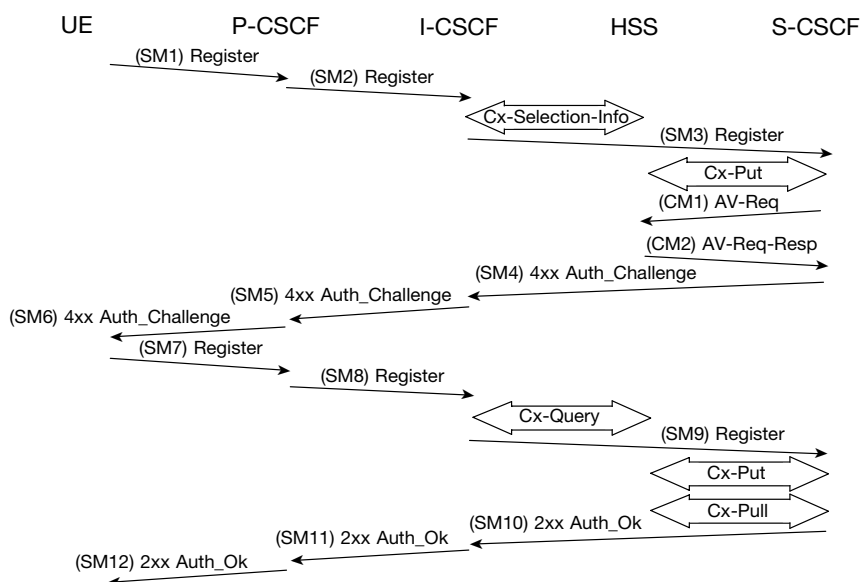 UE P-CSCF I-CSCF HSS S-CSCF
(SM1) Register
(SM2) Register
Cx-Selection-Info
(SM3) Register
Cx-Put
(CM1) AV-Req
(CM2) AV-Req-Resp
(SM4) 4xx Auth_Challenge
(SM5) 4xx Auth_Challenge
(SM6) 4xx Auth_Challenge
(SM7) Register
(SM8) Register
Cx-Query
(SM9) Register
Cx-Put
Cx-Pull
(SM10) 2xx Auth_Ok
(SM11) 2xx Auth_Ok
(SM12) 2xx Auth_Ok